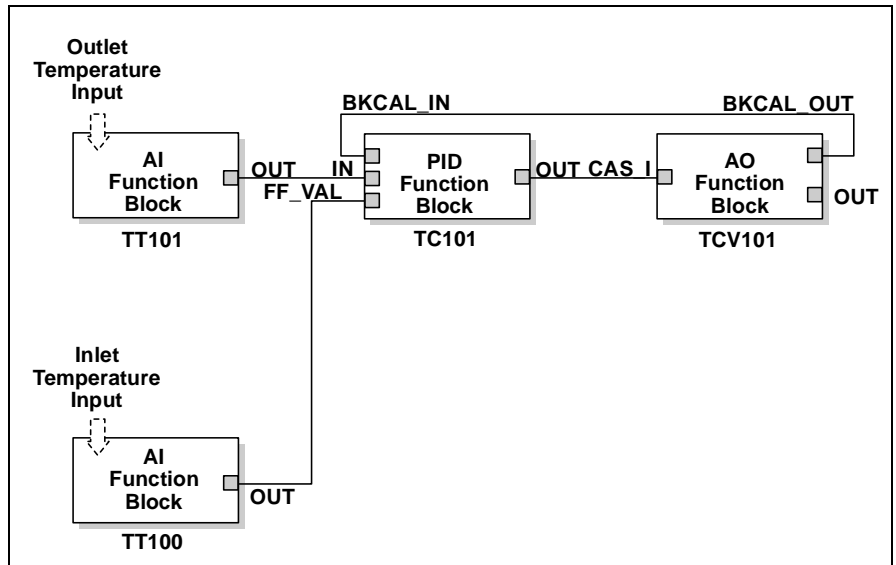 Outlet
Temperature
Input
BKCAL_IN
BKCAL_OUT
AI
Function
Block
OUT
IN
FF_VAL
PID
Function
Block
OUT
CAS_I
AO
Function
Block
OUT
TT101
TC101
TCV101
Inlet
Temperature
Input
AI
Function
Block
OUT
TT100